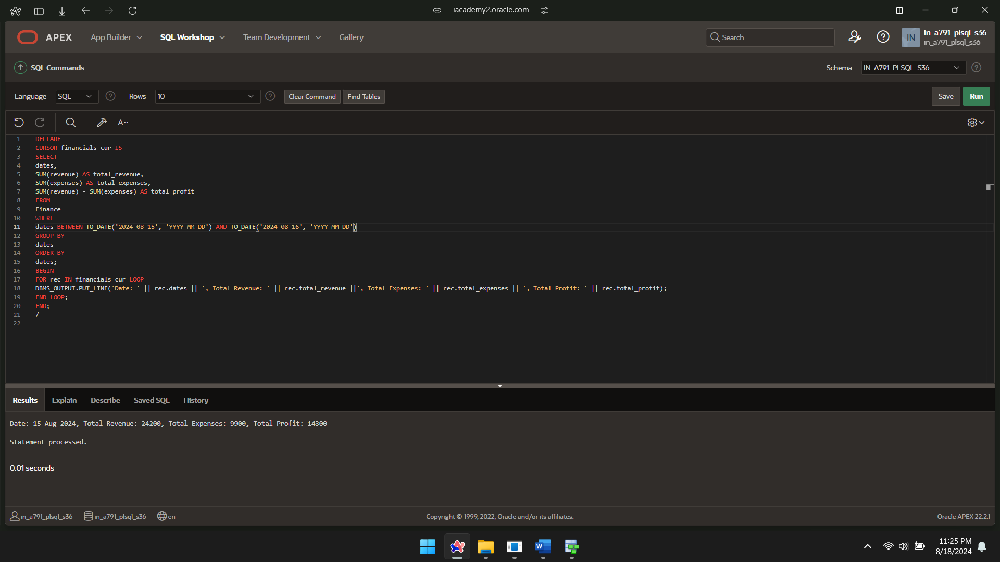 iacademy2.oracle.com
APEX App Builder SQL Workshop Team Development Gallery Search IN in_a791_plsql_s36
in_a791_plsql_s36
SQL Commands Schema IN_A791_PLSQL_S36
Language SQL Rows 10 Clear Command Find Tables Save Run
A::
1 DECLARE
2 CURSOR financials_cur IS
3 SELECT
4 dates,
5 SUM(revenue) AS total_revenue,
6 SUM(expenses) AS total_expenses,
7 SUM(revenue) - SUM(expenses) AS total_profit
8 FROM
9 Finance
10 WHERE
11 dates BETWEEN TO_DATE('2024-08-15', 'YYYY-MM-DD') AND TO_DATE('2024-08-16', 'YYYY-MM-DD')
12 GROUP BY
13 dates
14 ORDER BY
15 dates;
16 BEGIN
17 FOR rec IN financials_cur LOOP
18 DBMS_OUTPUT.PUT_LINE('Date: ' || rec.dates || ', Total Revenue: ' || rec.total_revenue ||', Total Expenses: ' || rec.total_expenses || ', Total Profit: ' || rec.total_profit);
19 END LOOP;
20 END;
21 /
22
Results Explain Describe Saved SQL History
Date: 15-Aug-2024, Total Revenue: 24200, Total Expenses: 9900, Total Profit: 14300
Statement processed.
0.01 seconds
in_a791_plsql_s36 in_a791_plsql_s36 en Copyright © 1999, 2022, Oracle and/or its affiliates. Oracle APEX 22.2.1
W 11:25 PM
8/18/2024